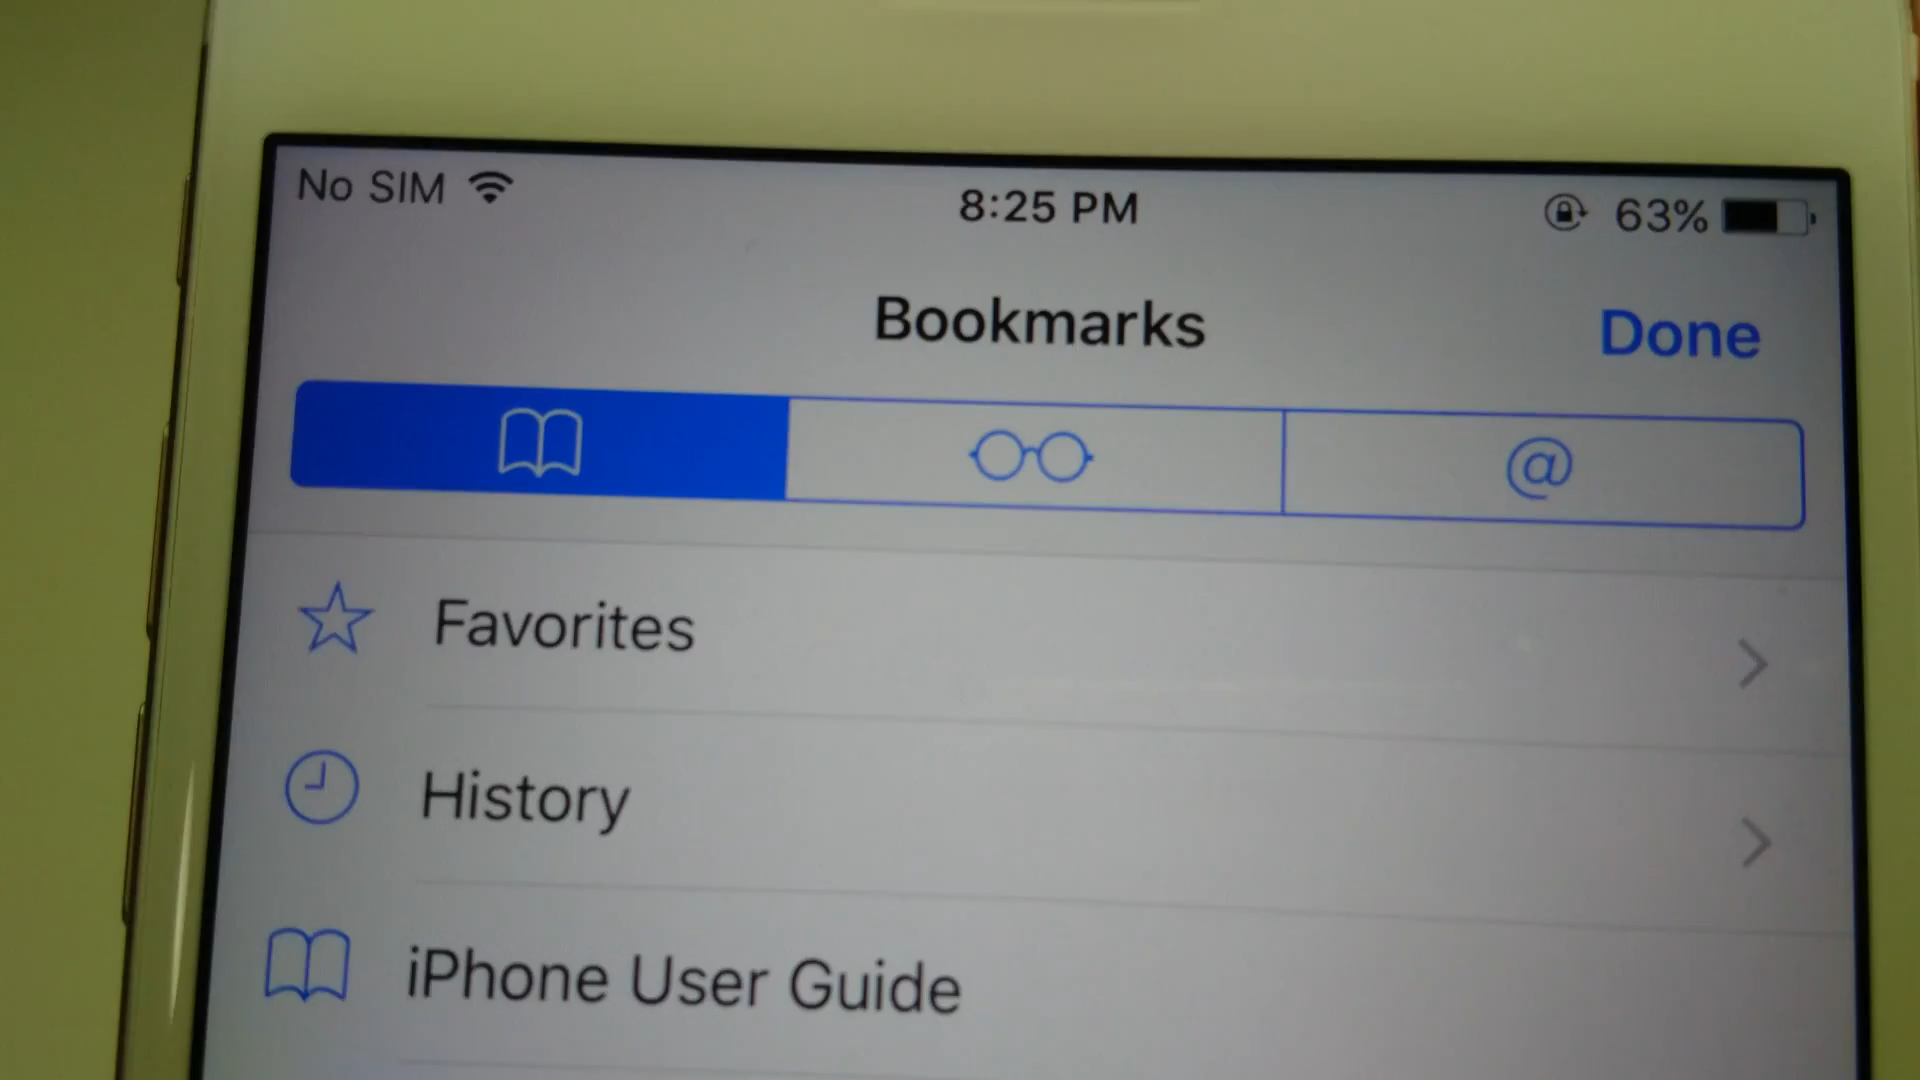 No SIM 8:25 PM 63%
Bookmarks Done
@
Favorites
History
iPhone User Guide